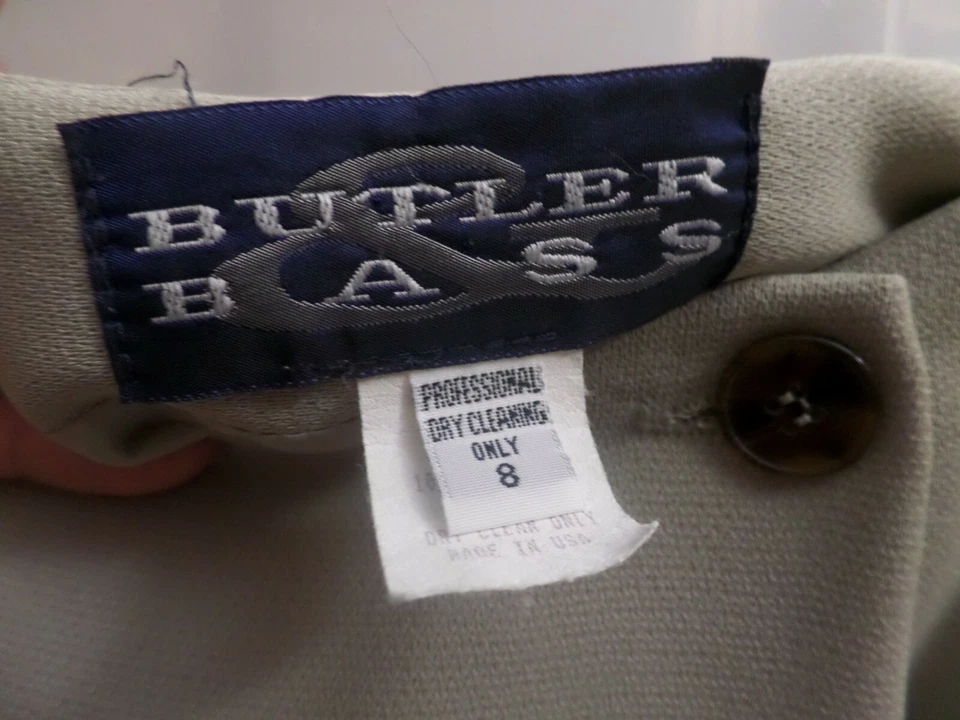 BUTLER
&
BASS
PROFESSIONAL
DRY CLEANING
ONLY
8
DRY CLEAN ONLY
MADE IN USA